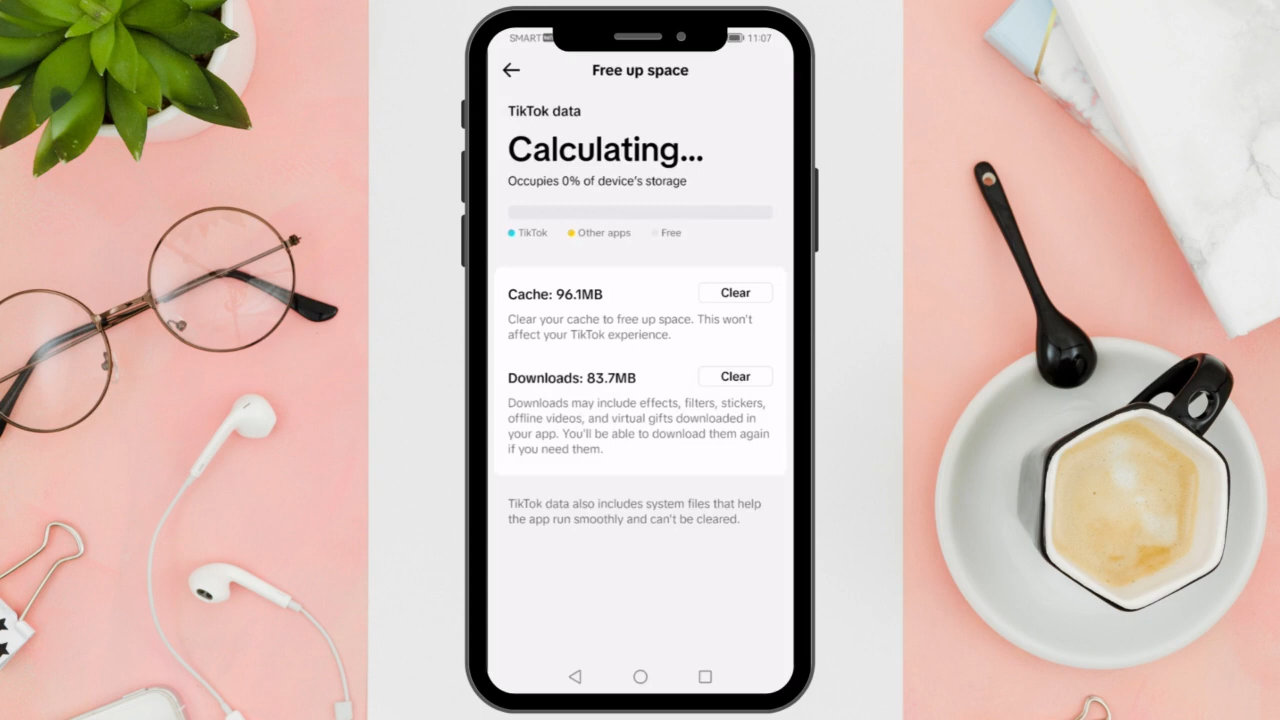 SMART
11:07
Free up space
TikTok data
Calculating...
Occupies 0% of device's storage
TikTok
Other apps
Free
Cache: 96.1MB
Clear
Clear your cache to free up space. This won't
affect your TikTok experience.
Downloads: 83.7MB
Clear
Downloads may include effects, filters, stickers,
offline videos, and virtual gifts downloaded in
your app. You'll be able to download them again
if you need them.
TikTok data also includes system files that help
the app run smoothly and can't be cleared.